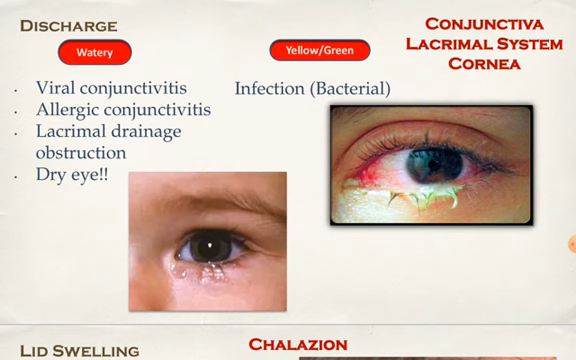 DISCHARGE
CONJUNCTIVA
LACRIMAL SYSTEM
CORNEA
Watery
Yellow/Green
· Viral conjunctivitis
· Allergic conjunctivitis
· Lacrimal drainage
obstruction
· Dry eye!!
Infection (Bacterial)
LID SWELLING
CHALAZION